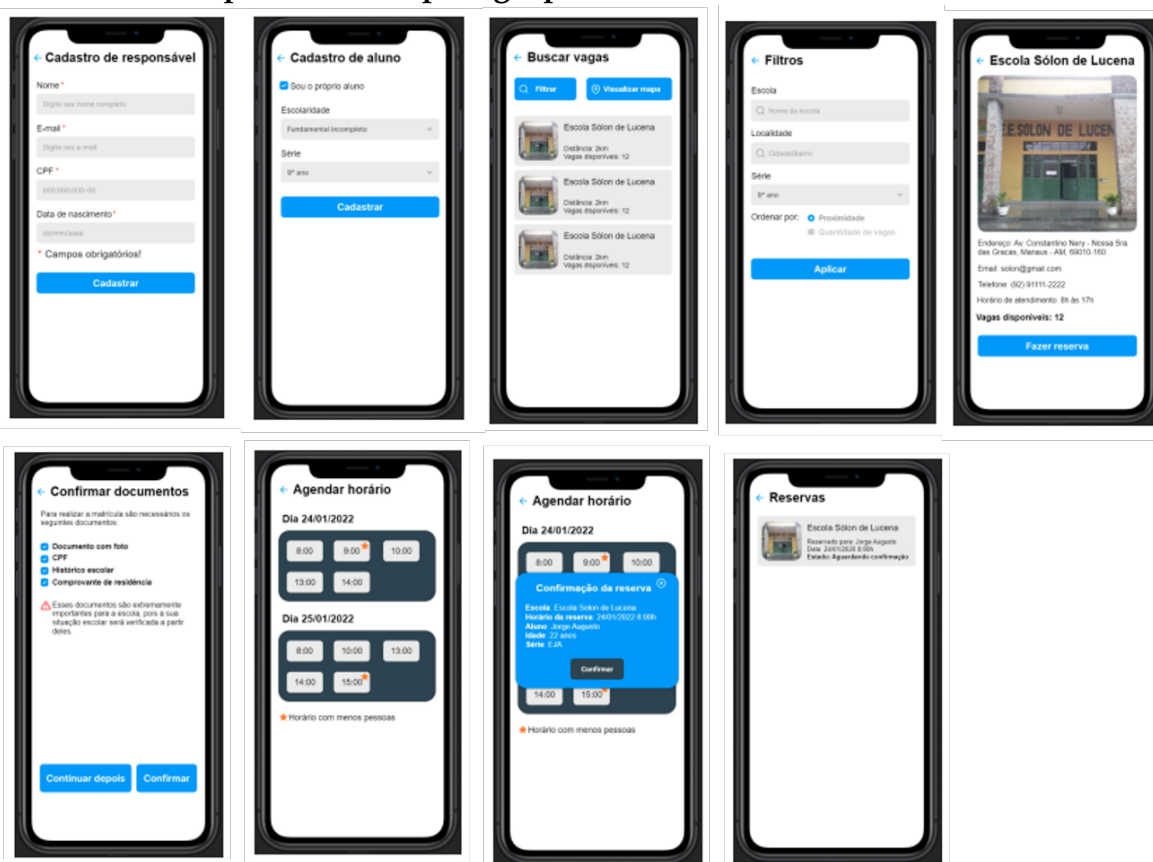 Cadastro de responsável
Nome *
Digite seu nome completo
E-mail *
Digite seu e-mail
CPF *
000.000.000-00
Data de nascimento*
dd/mm/aaaa
* Campos obrigatórios!
Cadastrar
Cadastro de aluno
Sou o próprio aluno
Escolaridade
Fundamental incompleto
Série
9º ano
Cadastrar
Buscar vagas
Filtrar
Visualizar mapa
Escola Sólon de Lucena
Distância: 2km
Vagas disponíveis: 12
Escola Sólon de Lucena
Distância: 2km
Vagas disponíveis: 12
Escola Sólon de Lucena
Distância: 2km
Vagas disponíveis: 12
Filtros
Escola
Nome da escola
Localidade
Cidade/Bairro
Série
9º ano
Ordenar por:
Proximidade
Quantidade de vagas
Aplicar
Escola Sólon de Lucena
E.E.SOLON DE LUCEN
Endereço: Av. Constantino Nery - Nossa Sra.
das Gracas, Manaus - AM, 69010-160
Email: solon@gmail.com
Telefone: (92) 91111-2222
Horário de atendimento: 8h às 17h
Vagas disponíveis: 12
Fazer reserva
Confirmar documentos
Para realizar a matrícula são necessários os
seguintes documentos:
Documento com foto
CPF
Histórico escolar
Comprovante de residência
Esses documentos são extremamente
importantes para a escola, pois a sua
situação escolar será verificada a partir
deles.
Continuar depois
Confirmar
Agendar horário
Dia 24/01/2022
8:00 9:00 10:00
13:00 14:00
Dia 25/01/2022
8:00 10:00 13:00
14:00 15:00
Horário com menos pessoas
Agendar horário
Dia 24/01/2022
8:00 9:00 10:00
Confirmação da reserva
Escola: Escola Solon de Lucena
Horário da reserva: 24/01/2022 8:00h
Aluno: Jorge Augusto
Idade: 22 anos
Série: EJA
Confirmar
14:00 15:00
Horário com menos pessoas
Reservas
Escola Sólon de Lucena
Reservado para: Jorge Augusto
Data: 24/01/2020 8:00h
Estado: Aguardando confirmação